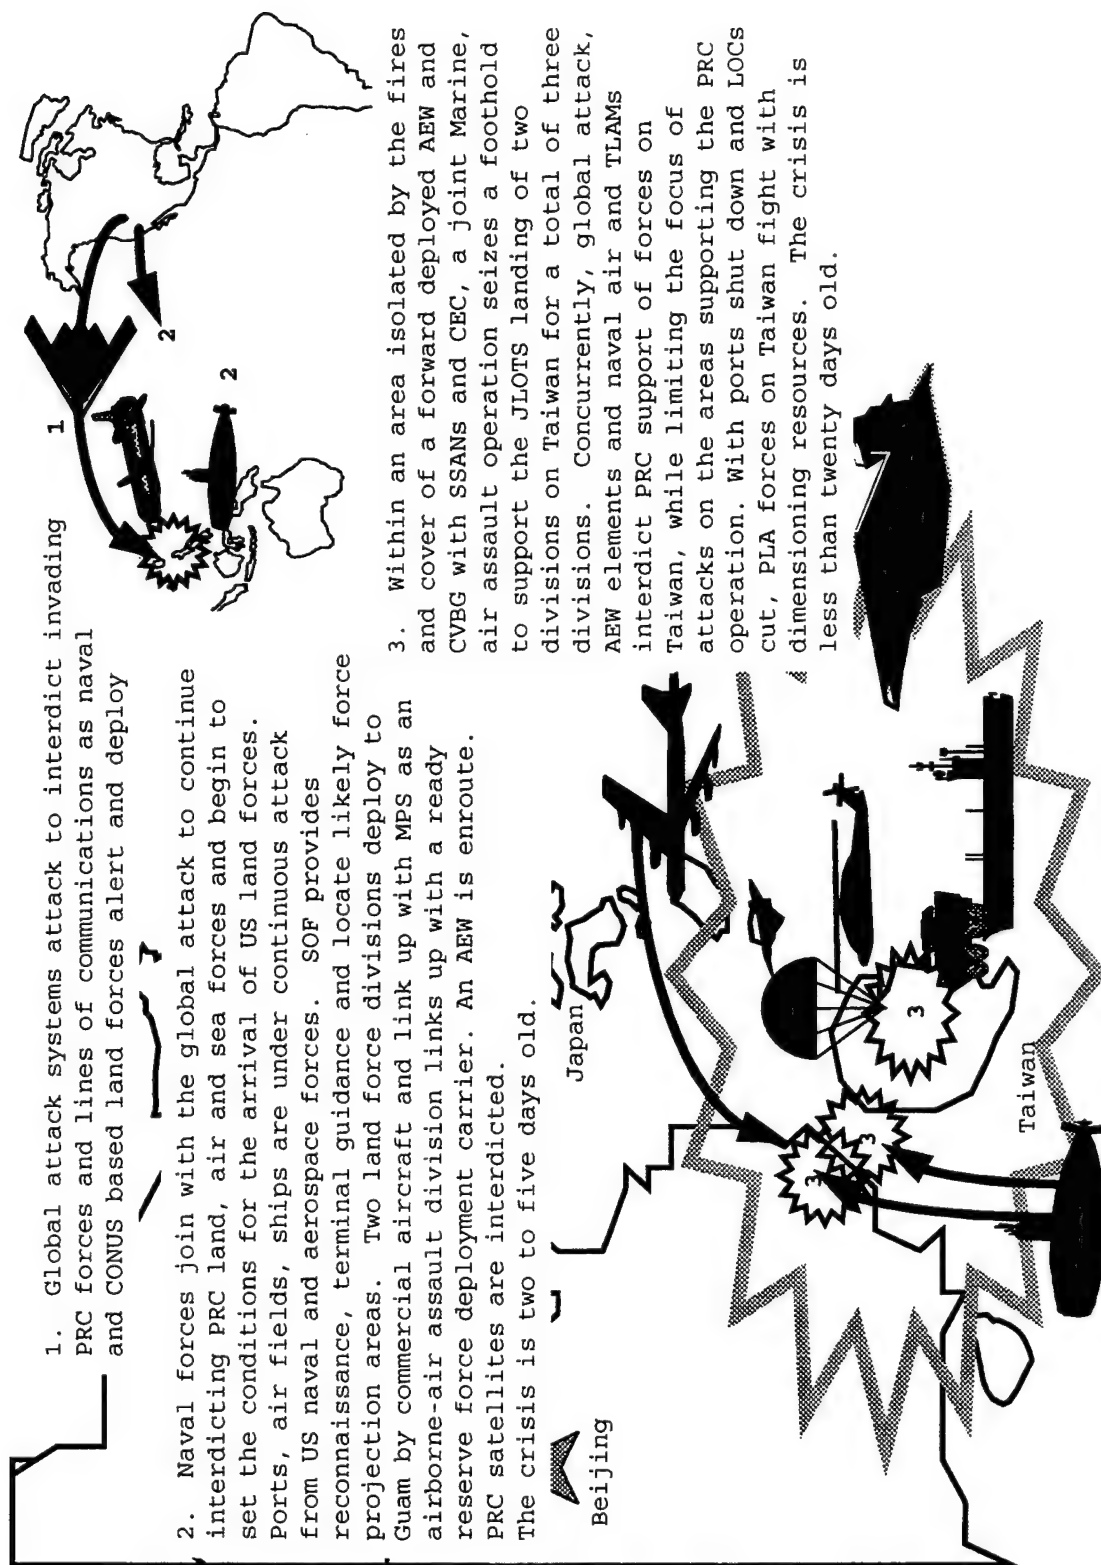 1. Global attack systems attack to interdict invading
PRC forces and lines of communications as naval
and CONUS based land forces alert and deploy
2. Naval forces join with the global attack to continue
interdicting PRC land, air and sea forces and begin to
set the conditions for the arrival of US land forces.
Ports, air fields, ships are under continuous attack
from US naval and aerospace forces. SOF provides
reconnaissance, terminal guidance and locate likely force
projection areas. Two land force divisions deploy to
Guam by commercial aircraft and link up with MPS as an
airborne-air assault division links up with a ready
reserve force deployment carrier. An AEW is enroute.
PRC satellites are interdicted.
The crisis is two to five days old.
1
2
2
3. Within an area isolated by the fires
and cover of a forward deployed AEW and
CVBG with SSANs and CEC, a joint Marine,
air assault operation seizes a foothold
to support the JLOTS landing of two
divisions on Taiwan for a total of three
divisions. Concurrently, global attack,
AEW elements and naval air and TLAMs
interdict PRC support of forces on
Taiwan, while limiting the focus of
attacks on the areas supporting the PRC
operation. With ports shut down and LOCs
cut, PLA forces on Taiwan fight with
dimensioning resources. The crisis is
less than twenty days old.
Beijing
Japan
3
3
3
Taiwan